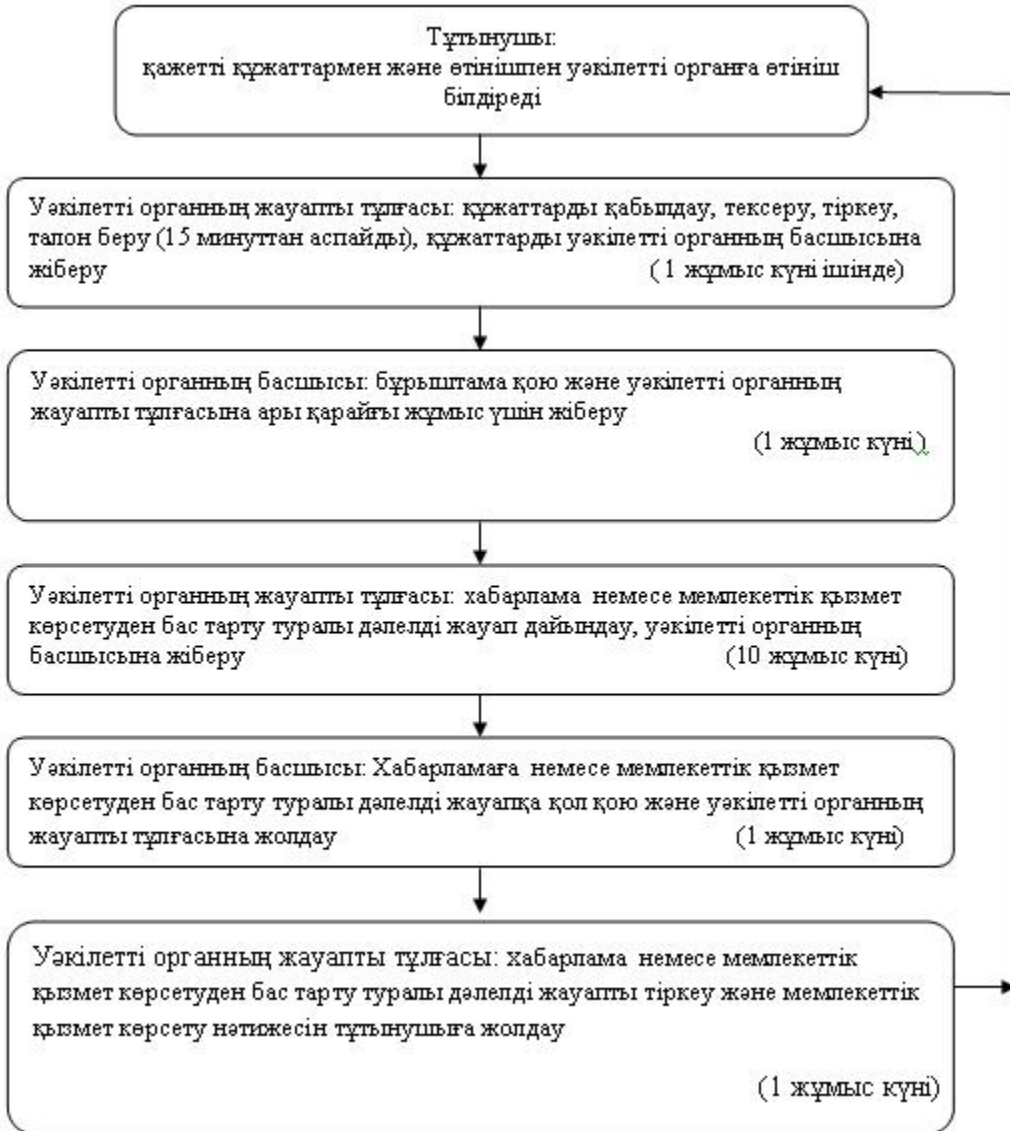 Тұтынушы:
қажетті құжаттармен және өтінішпен уәкілетті органға өтініш
білдіреді
Уәкілетті органның жауапты тұлғасы: құжаттарды қабылдау, тексеру, тіркеу,
талон беру (15 минуттан аспайды), құжаттарды уәкілетті органның басшысына
жіберу (1 жұмыс күні ішінде)
Уәкілетті органның басшысы: бұрыштама қою және уәкілетті органның
жауапты тұлғасына ары қарайғы жұмыс үшін жіберу
(1 жұмыс күні)
Уәкілетті органның жауапты тұлғасы: хабарлама немесе мемлекеттік қызмет
көрсетуден бас тарту туралы дәлелді жауап дайындау, уәкілетті органның
басшысына жіберу (10 жұмыс күні)
Уәкілетті органның басшысы: Хабарламаға немесе мемлекеттік қызмет
көрсетуден бас тарту туралы дәлелді жауапқа қол қою және уәкілетті органның
жауапты тұлғасына жолдау (1 жұмыс күні)
Уәкілетті органның жауапты тұлғасы: хабарлама немесе мемлекеттік
қызмет көрсетуден бас тарту туралы дәлелді жауапты тіркеу және мемлекеттік
қызмет көрсету нәтижесін тұтынушыға жолдау
(1 жұмыс күні)